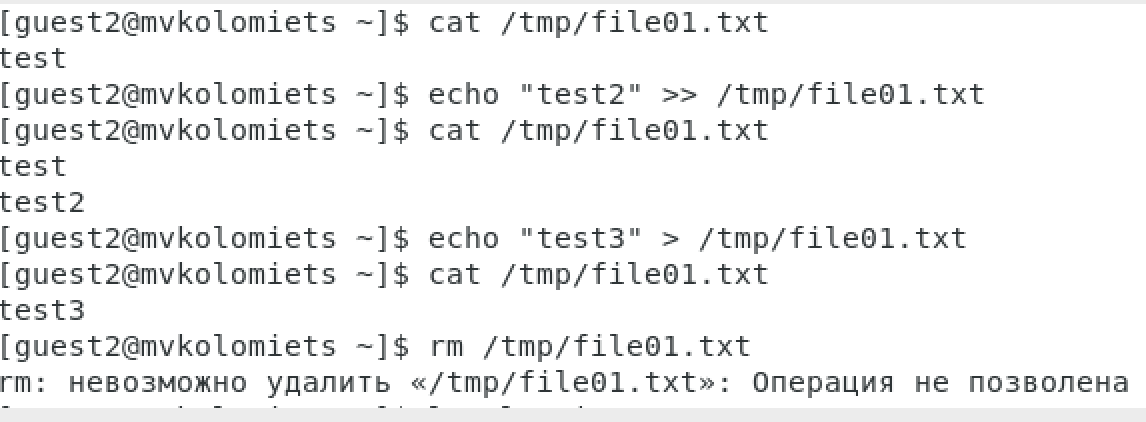 [guest2@mvkolomiets ~]$ cat /tmp/file01.txt
test
[guest2@mvkolomiets ~]$ echo "test2" >> /tmp/file01.txt
[guest2@mvkolomiets ~]$ cat /tmp/file01.txt
test
test2
[guest2@mvkolomiets ~]$ echo "test3" > /tmp/file01.txt
[guest2@mvkolomiets ~]$ cat /tmp/file01.txt
test3
[guest2@mvkolomiets ~]$ rm /tmp/file01.txt
rm: невозможно удалить «/tmp/file01.txt»: Операция не позволена